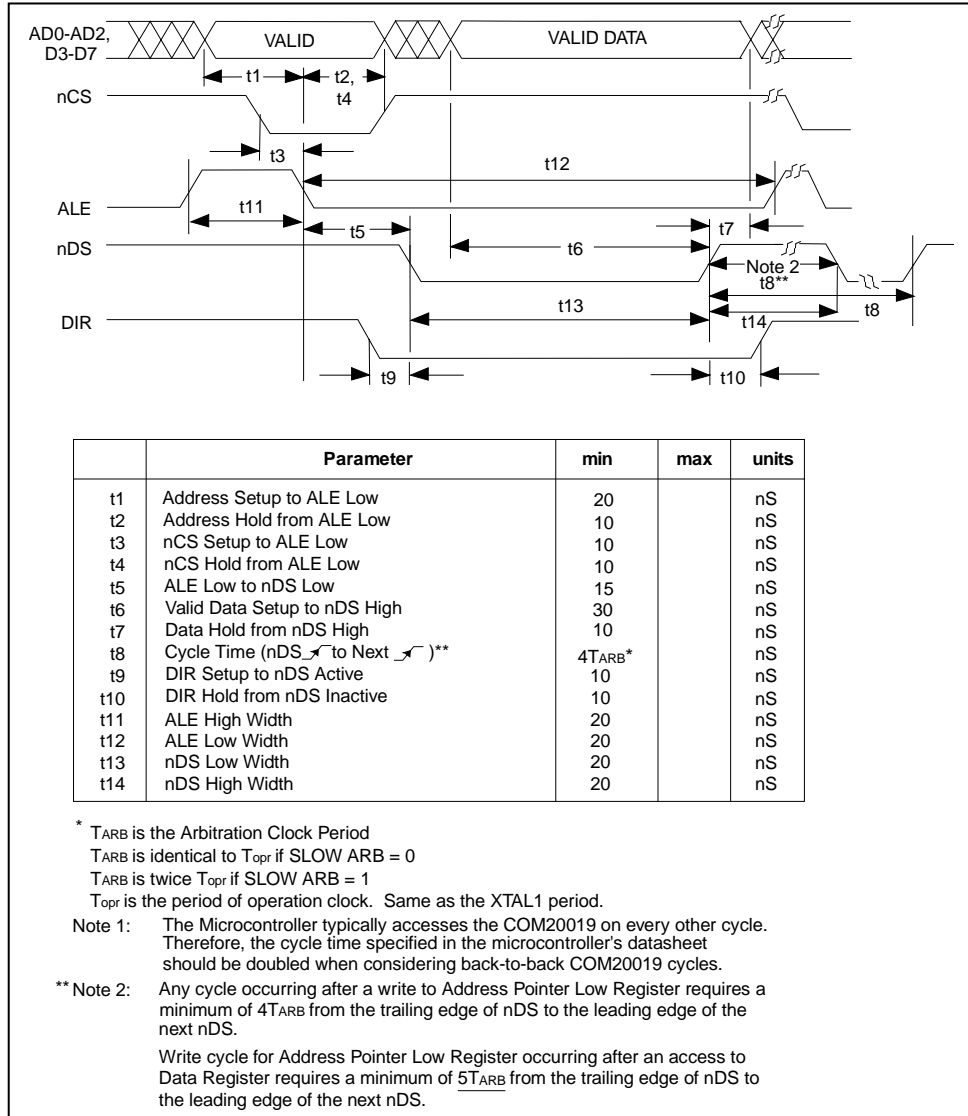 AD0-AD2,
D3-D7
VALID
VALID DATA
t1
t2,
t4
nCS
t3
t12
ALE
t11
t5
t7
nDS
t6
Note 2
t8**
t13
t14
t8
DIR
t9
t10
Parameter min max units
t1 Address Setup to ALE Low 20 nS
t2 Address Hold from ALE Low 10 nS
t3 nCS Setup to ALE Low 10 nS
t4 nCS Hold from ALE Low 10 nS
t5 ALE Low to nDS Low 15 nS
t6 Valid Data Setup to nDS High 30 nS
t7 Data Hold from nDS High 10 nS
t8 Cycle Time (nDS to Next )** 4TARB* nS
t9 DIR Setup to nDS Active 10 nS
t10 DIR Hold from nDS Inactive 10 nS
t11 ALE High Width 20 nS
t12 ALE Low Width 20 nS
t13 nDS Low Width 20 nS
t14 nDS High Width 20 nS
* TARB is the Arbitration Clock Period
TARB is identical to Topr if SLOW ARB = 0
TARB is twice Topr if SLOW ARB = 1
Topr is the period of operation clock. Same as the XTAL1 period.
Note 1: The Microcontroller typically accesses the COM20019 on every other cycle.
Therefore, the cycle time specified in the microcontroller's datasheet
should be doubled when considering back-to-back COM20019 cycles.
** Note 2: Any cycle occurring after a write to Address Pointer Low Register requires a
minimum of 4TARB from the trailing edge of nDS to the leading edge of the
next nDS.
Write cycle for Address Pointer Low Register occurring after an access to
Data Register requires a minimum of 5TARB from the trailing edge of nDS to
the leading edge of the next nDS.